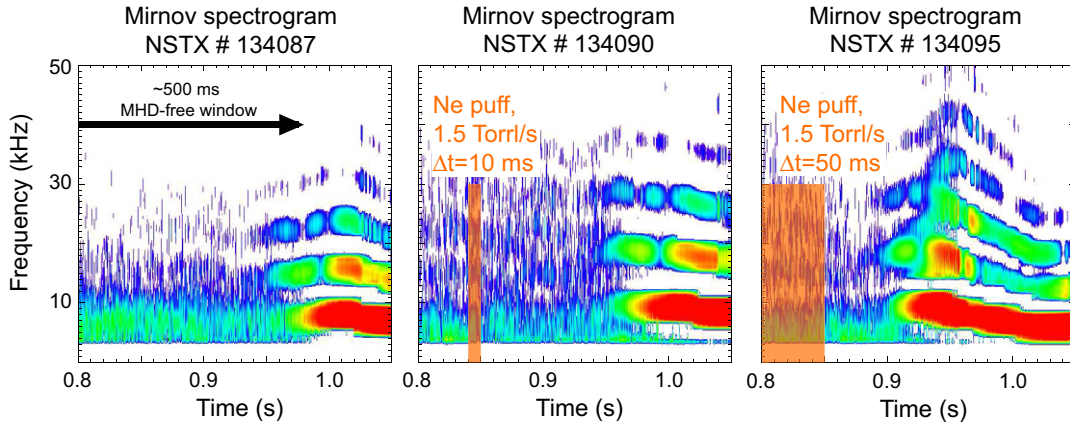 Mirnov spectrogram
NSTX # 134087
Mirnov spectrogram
NSTX # 134090
Mirnov spectrogram
NSTX # 134095
Frequency (kHz)
50
30
10
~500 ms
MHD-free window
Ne puff,
1.5 Torrl/s
Δt=10 ms
Ne puff,
1.5 Torrl/s
Δt=50 ms
0.8 0.9 1.0
0.8 0.9 1.0
0.8 0.9 1.0
Time (s)
Time (s)
Time (s)